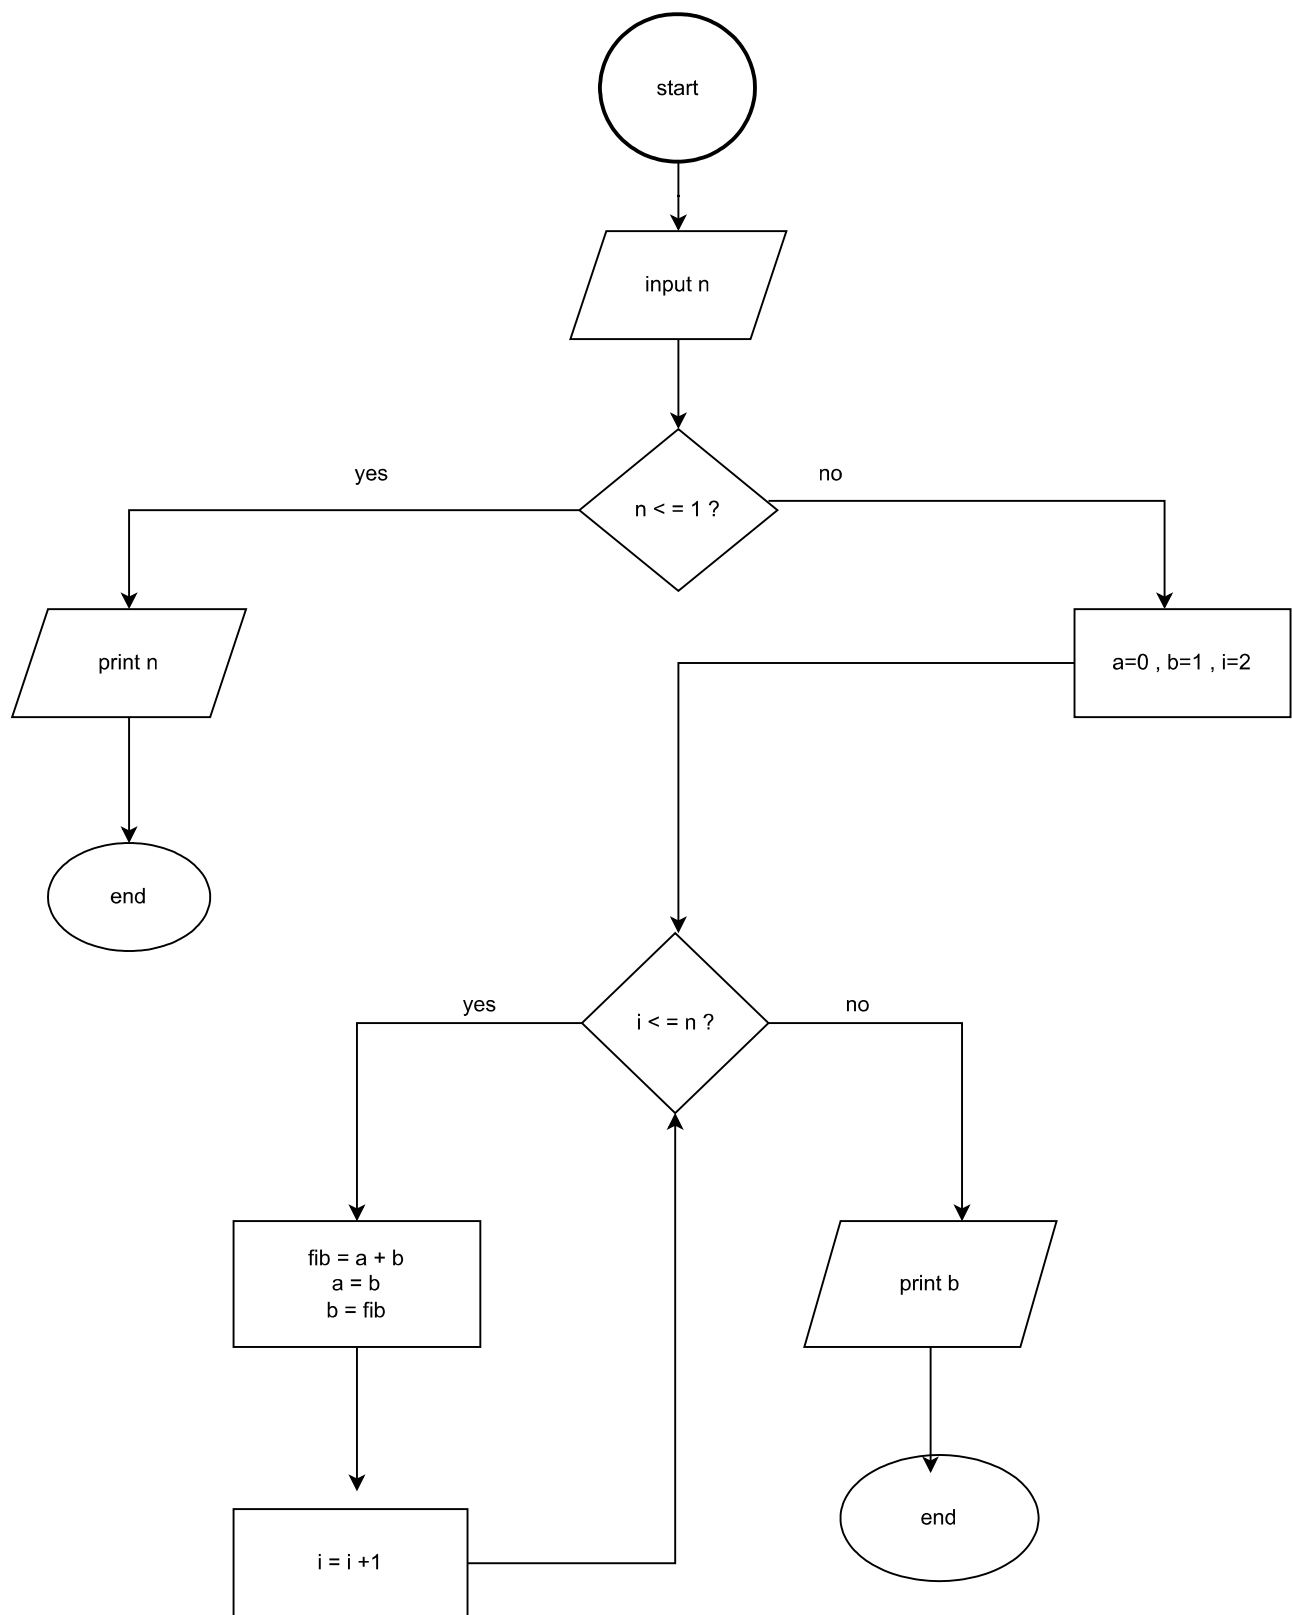 start
input n
yes
no
n < = 1 ?
print n
a=0 , b=1 , i=2
end
yes
no
i < = n ?
fib = a + b
a = b
b = fib
print b
end
i = i +1